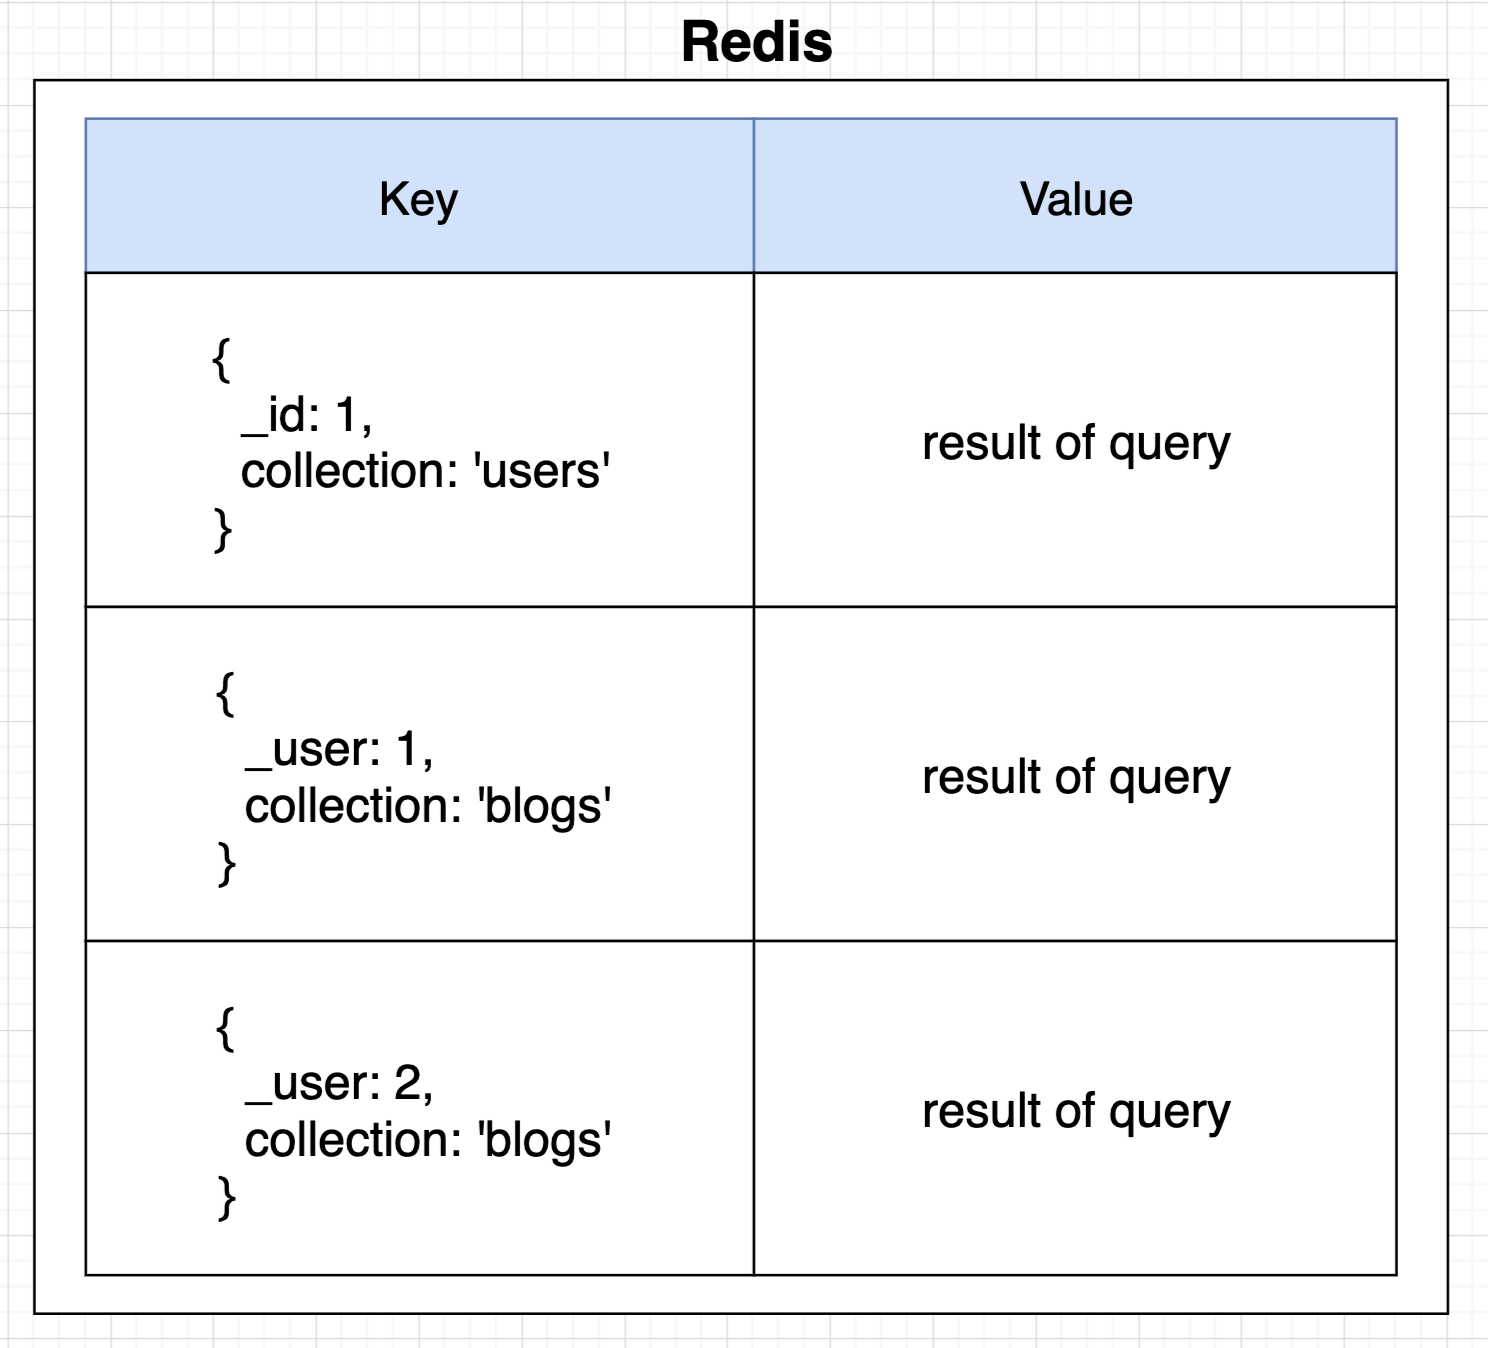 Redis
Key
Value
{
_id: 1,
collection: 'users'
}
result of query
{
_user: 1,
collection: 'blogs'
}
result of query
{
_user: 2,
collection: 'blogs'
}
result of query